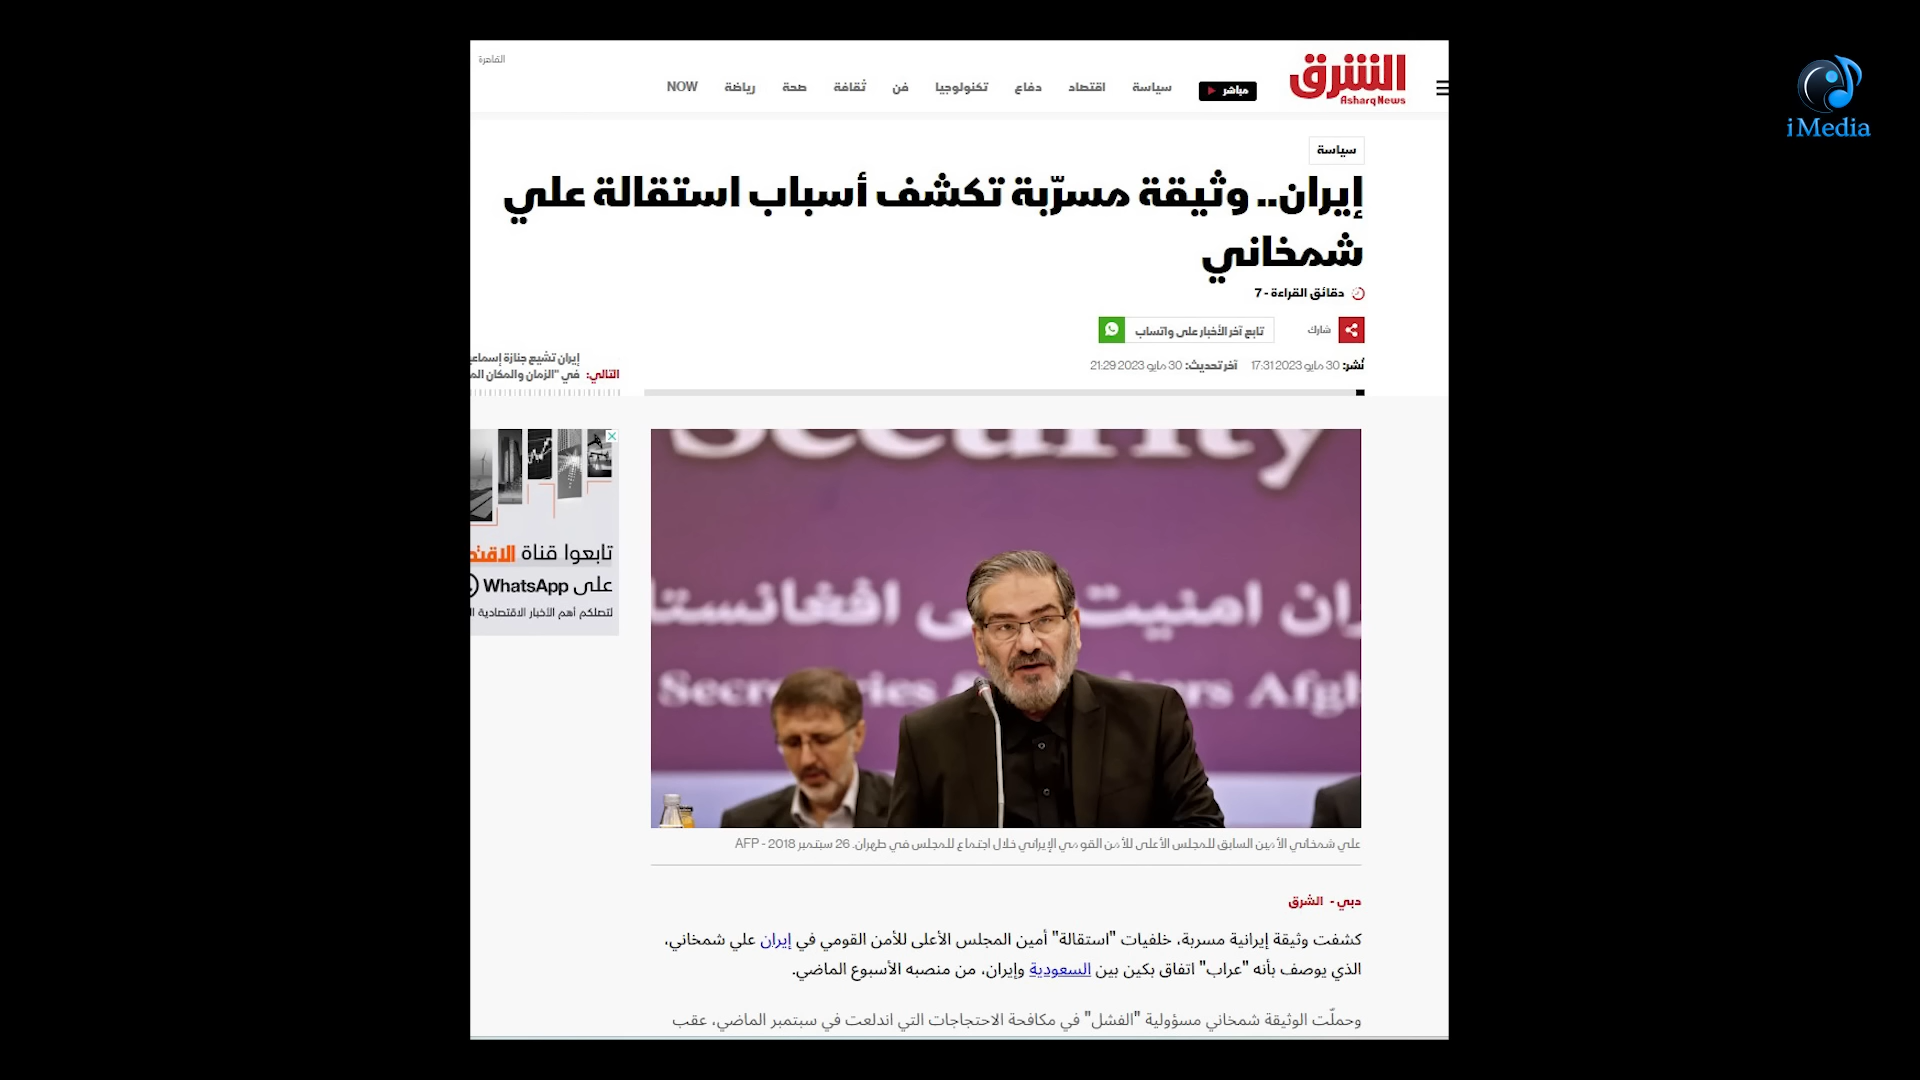 القاهرة
الشرق
Asharq News
مباشر
سياسة
اقتصاد
دفاع
تكنولوجيا
فن
ثقافة
صحة
رياضة
NOW
iMedia
سياسة
إيران.. وثيقة مسرّبة تكشف أسباب استقالة علي
شمخاني
دقائق القراءة - 7
شارك
تابع آخر الأخبار على واتساب
نُشر: 30 مايو 2023 17:31 آخر تحديث: 30 مايو 2023 21:29
إيران تشيع جنازة
التالي: في "الزمان والمكان
Security
ران امنیت
افغانستا
Afgh
تابعوا قناة
على WhatsApp
لتصلكم أهم الأخبار الاقتصادية
علي شمخاني الأمين السابق للمجلس الأعلى للأمن القومي الإيراني خلال اجتماع للمجلس في طهران. 26 سبتمبر 2018 - AFP
دبي - الشرق
كشفت وثيقة إيرانية مسربة، خلفيات "استقالة" أمين المجلس الأعلى للأمن القومي في إيران علي شمخاني،
الذي يوصف بأنه "عراب" اتفاق بكين بين السعودية وإيران، من منصبه الأسبوع الماضي.
وحملّت الوثيقة شمخاني مسؤولية "الفشل" في مكافحة الاحتجاجات التي اندلعت في سبتمبر الماضي، عقب